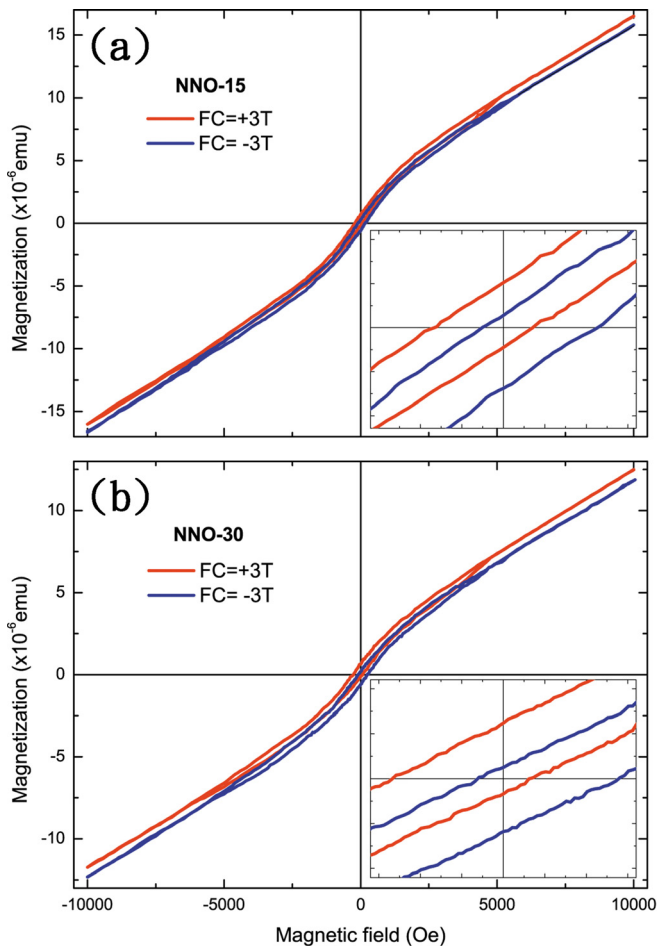 (a)
NNO-15
FC=+3T
FC= -3T
Magnetization (x10⁻⁶emu)
15
10
5
0
-5
-10
-15
(b)
NNO-30
FC=+3T
FC= -3T
Magnetization (x10⁻⁶emu)
10
5
0
-5
-10
-10000 -5000 0 5000 10000
Magnetic field (Oe)